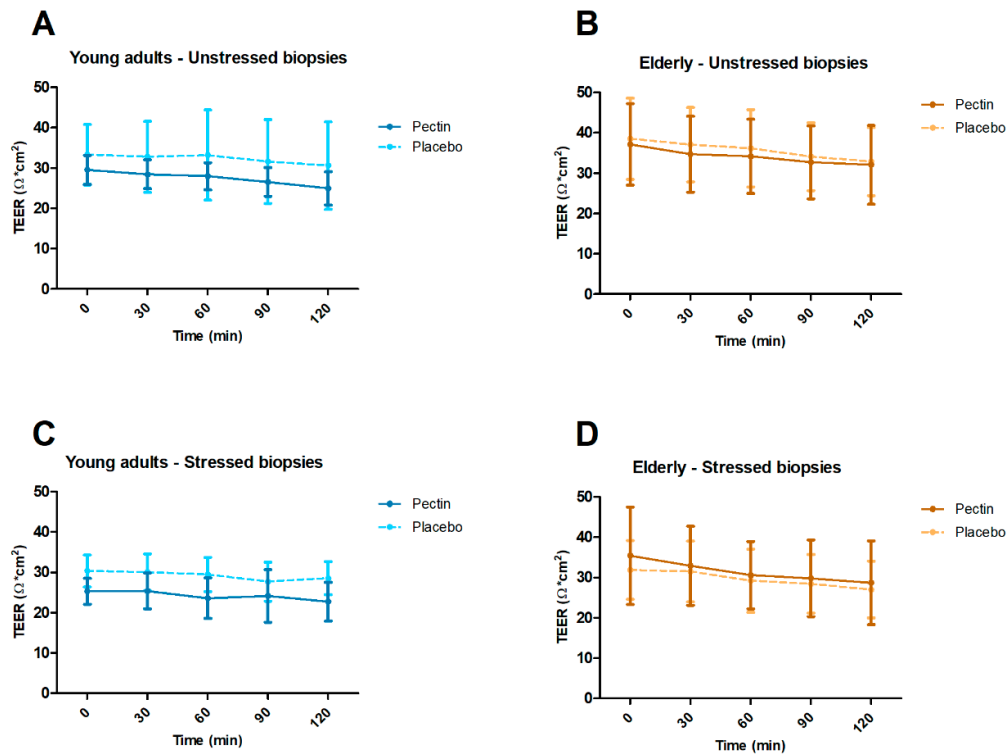 A
Young adults - Unstressed biopsies
TEER (Ω*cm²)
50
40
30
20
10
0
0 30 60 90 120
Time (min)
Pectin
Placebo
B
Elderly - Unstressed biopsies
TEER (Ω*cm²)
50
40
30
20
10
0
0 30 60 90 120
Time (min)
Pectin
Placebo
C
Young adults - Stressed biopsies
TEER (Ω*cm²)
50
40
30
20
10
0
0 30 60 90 120
Time (min)
Pectin
Placebo
D
Elderly - Stressed biopsies
TEER (Ω*cm²)
50
40
30
20
10
0
0 30 60 90 120
Time (min)
Pectin
Placebo